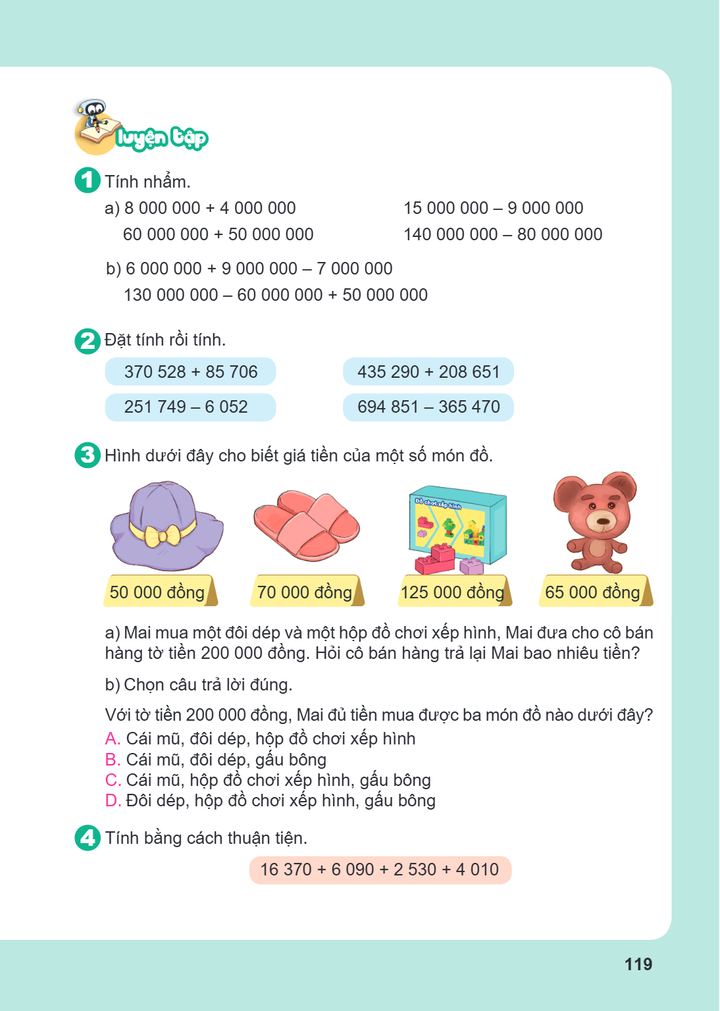 luyện tập
1 Tính nhẩm.
a) 8 000 000 + 4 000 000 15 000 000 – 9 000 000
60 000 000 + 50 000 000 140 000 000 – 80 000 000
b) 6 000 000 + 9 000 000 – 7 000 000
130 000 000 – 60 000 000 + 50 000 000
2 Đặt tính rồi tính.
370 528 + 85 706 435 290 + 208 651
251 749 – 6 052 694 851 – 365 470
3 Hình dưới đây cho biết giá tiền của một số món đồ.
Đồ chơi xếp hình
50 000 đồng 70 000 đồng 125 000 đồng 65 000 đồng
a) Mai mua một đôi dép và một hộp đồ chơi xếp hình, Mai đưa cho cô bán
hàng tờ tiền 200 000 đồng. Hỏi cô bán hàng trả lại Mai bao nhiêu tiền?
b) Chọn câu trả lời đúng.
Với tờ tiền 200 000 đồng, Mai đủ tiền mua được ba món đồ nào dưới đây?
A. Cái mũ, đôi dép, hộp đồ chơi xếp hình
B. Cái mũ, đôi dép, gấu bông
C. Cái mũ, hộp đồ chơi xếp hình, gấu bông
D. Đôi dép, hộp đồ chơi xếp hình, gấu bông
4 Tính bằng cách thuận tiện.
16 370 + 6 090 + 2 530 + 4 010
119